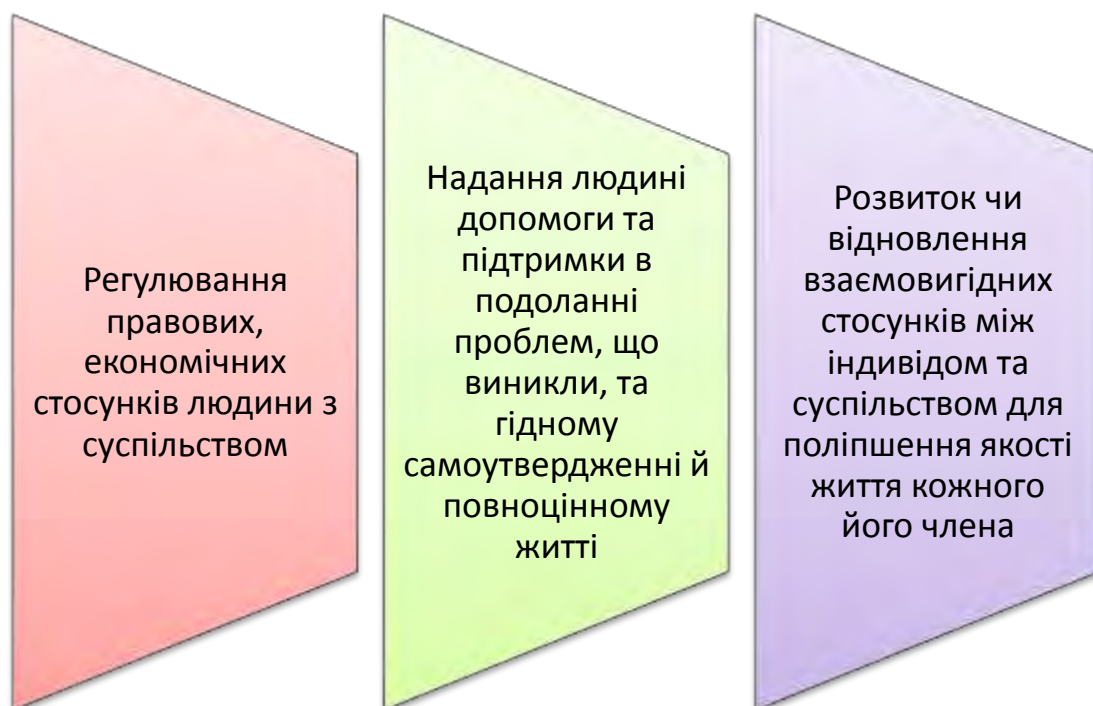 Регулювання
правових,
економічних
стосунків людини з
суспільством
Надання людині
допомоги та
підтримки в
подоланні
проблем, що
виникли, та
гідному
самоутвердженні й
повноцінному
житті
Розвиток чи
відновлення
взаємовигідних
стосунків між
індивідом та
суспільством для
поліпшення якості
життя кожного
його члена